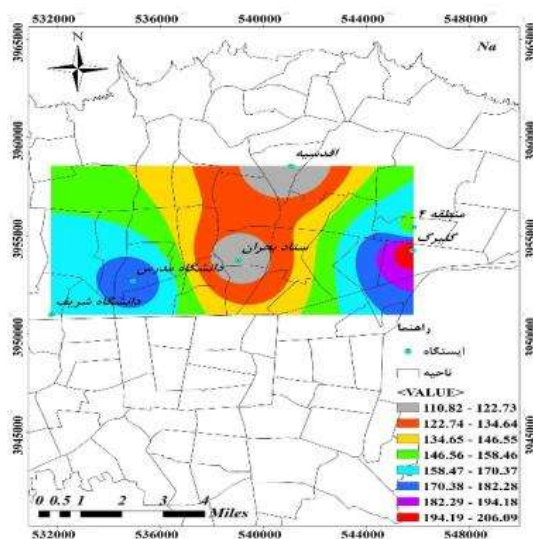 532000 536000 540000 544000 548000
3965000
Na
N
3960000
اقدسیه
منطقه ۴
گلبرگ
3955000
ستاد بحران
دانشگاه مدرس
دانشگاه شریف
راهنما
3950000
ایستگاه
ناحیه
<VALUE>
110.82 - 122.73
122.74 - 134.64
134.65 - 146.55
3945000
146.56 - 158.46
158.47 - 170.37
170.38 - 182.28
182.29 - 194.18
194.19 - 206.09
0 0.5 1 2 3 4
Miles
532000 536000 540000 544000 548000